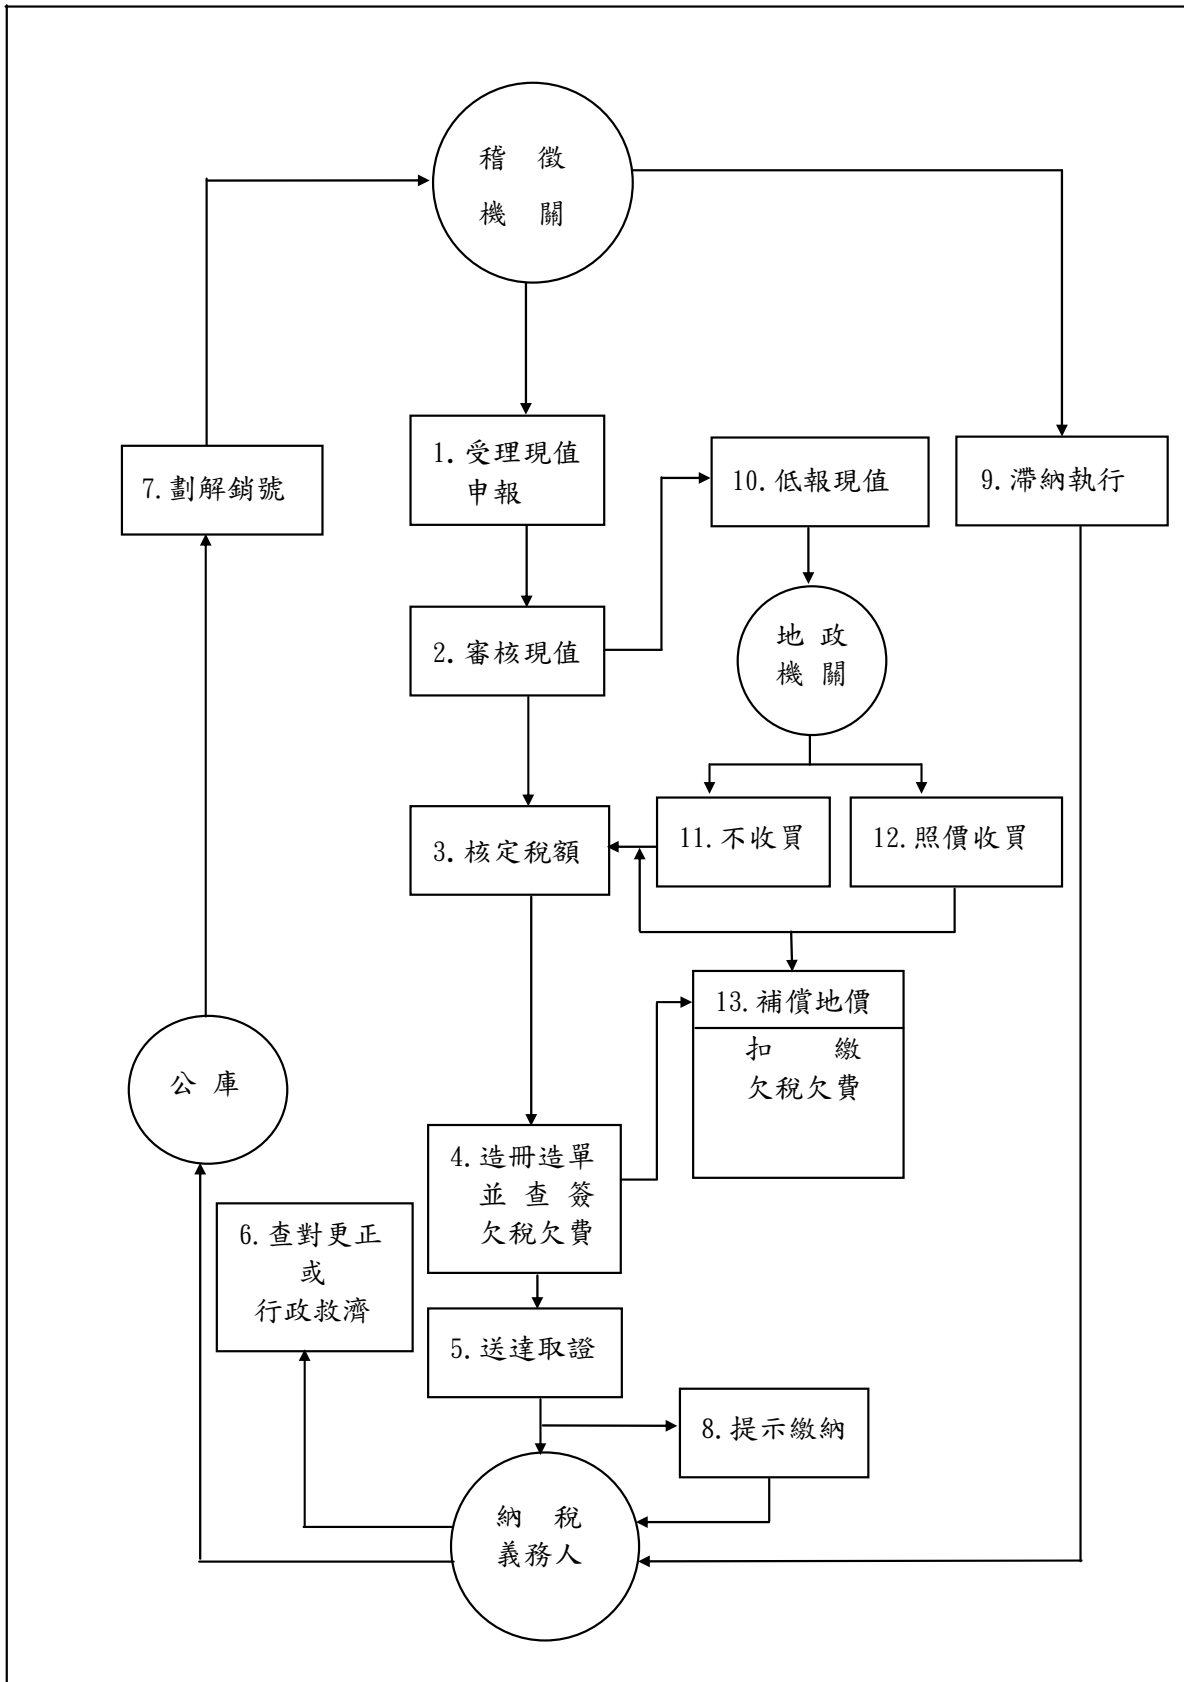 稽 徵
機 關
1.受理現值
申報
10.低報現值
9.滯納執行
7.劃解銷號
2.審核現值
地 政
機 關
3.核定稅額
11.不收買
12.照價收買
13.補償地價
扣 繳
欠稅欠費
公 庫
4.造冊造單
並 查 簽
欠稅欠費
6.查對更正
或
行政救濟
5.送達取證
8.提示繳納
納 稅
義務人